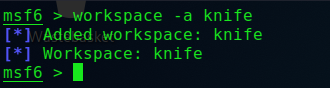 msf6 > workspace -a knife
[*] Added workspace: knife
[*] Workspace: knife
msf6 >